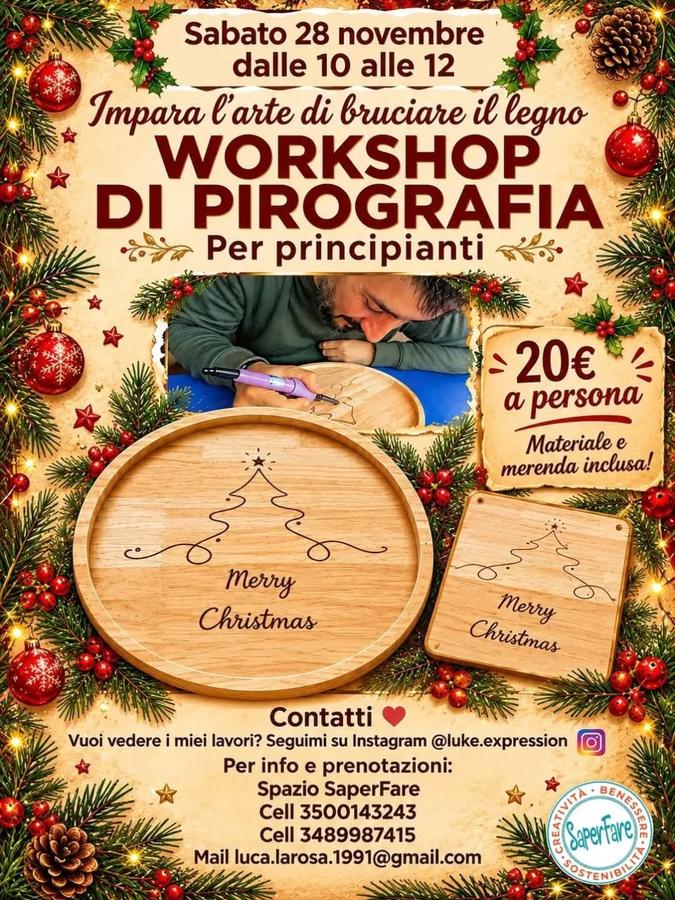 Sabato 28 novembre
dalle 10 alle 12
Impara l'arte di bruciare il legno
WORKSHOP
DI PIROGRAFIA
Per principianti
20€
a persona
Materiale e
merenda inclusa!
Merry
Christmas
Merry
Christmas
Contatti
Vuoi vedere i miei lavori? Seguimi su Instagram @luke.expression
Per info e prenotazioni:
Spazio SaperFare
Cell 3500143243
Cell 3489987415
Mail luca.larosa.1991@gmail.com
CREATIVITÀ • BENESSERE • SOSTENIBILITÀ •
SaperFare